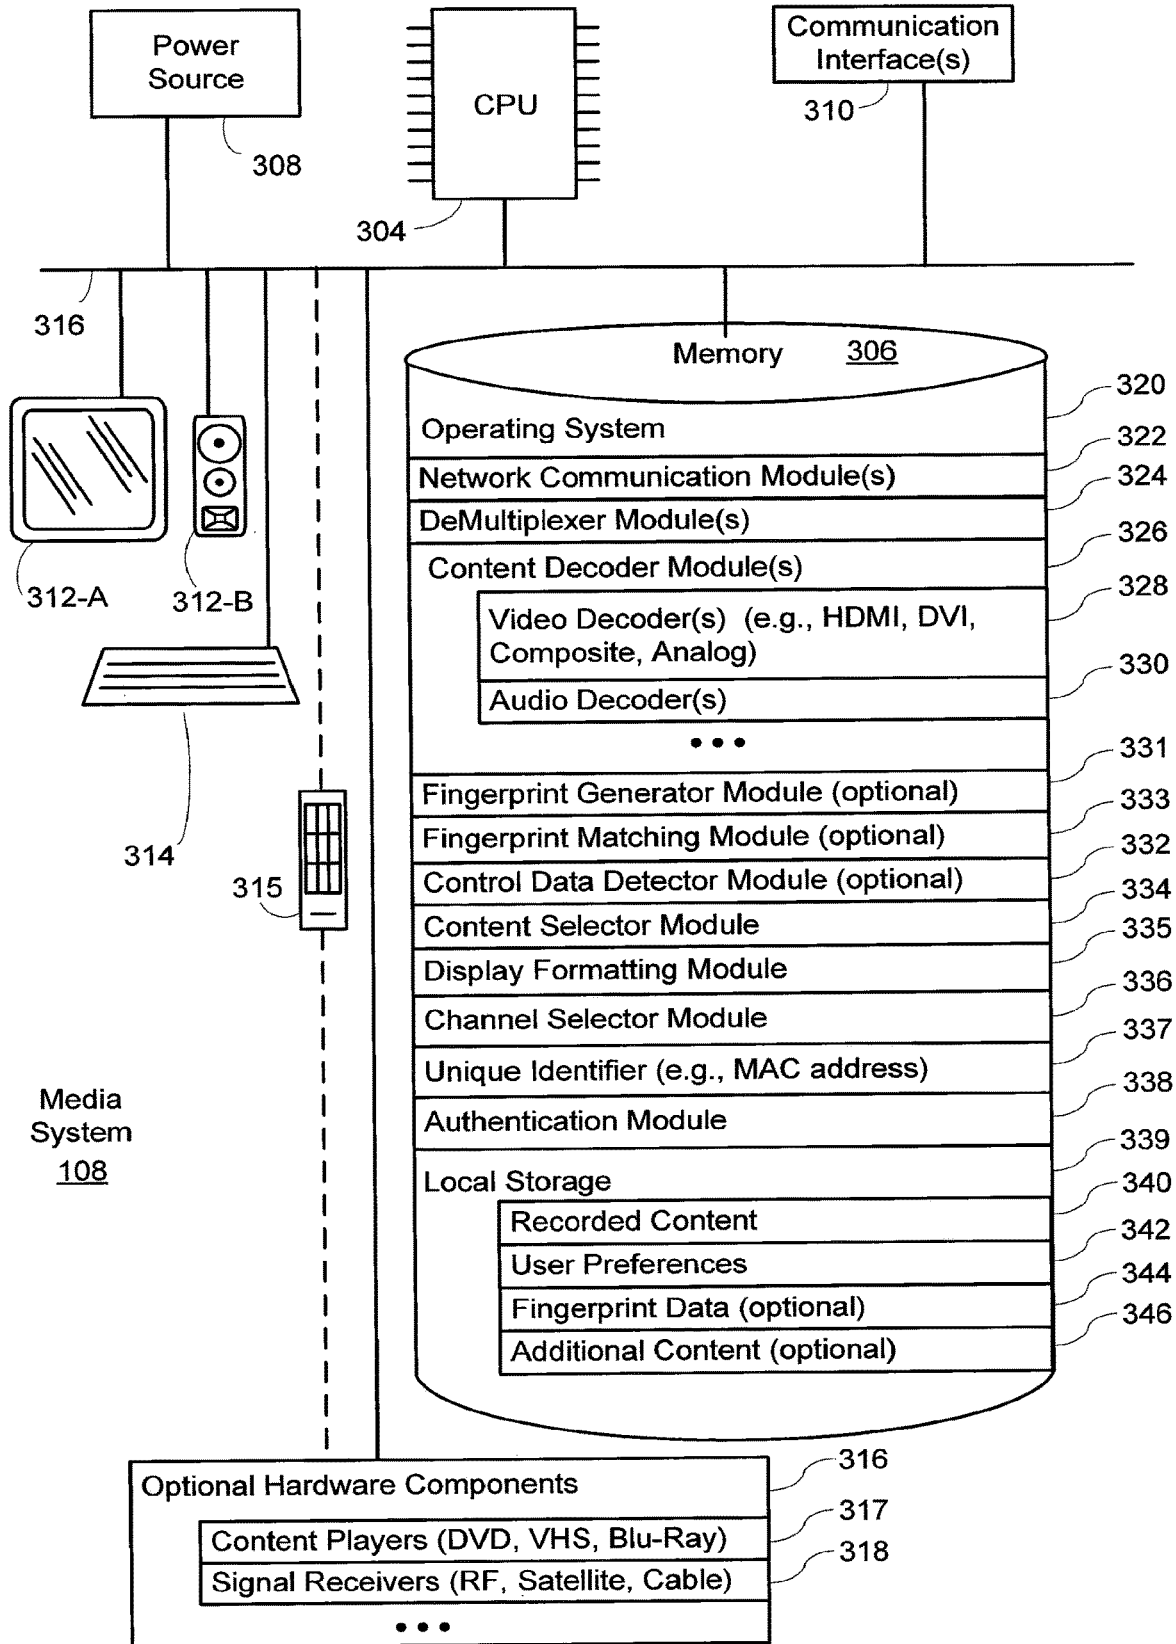 Power
Source
308
CPU
304
Communication
Interface(s)
310
316
312-A
312-B
314
315
Memory 306
Operating System
320
Network Communication Module(s)
322
DeMultiplexer Module(s)
324
Content Decoder Module(s)
326
Video Decoder(s) (e.g., HDMI, DVI,
Composite, Analog)
328
Audio Decoder(s)
330
•••
Fingerprint Generator Module (optional)
331
Fingerprint Matching Module (optional)
333
Control Data Detector Module (optional)
332
Content Selector Module
334
Display Formatting Module
335
Channel Selector Module
336
Unique Identifier (e.g., MAC address)
337
Authentication Module
338
Local Storage
339
Recorded Content
340
User Preferences
342
Fingerprint Data (optional)
344
Additional Content (optional)
346
Media
System
108
Optional Hardware Components
316
Content Players (DVD, VHS, Blu-Ray)
317
Signal Receivers (RF, Satellite, Cable)
318
•••